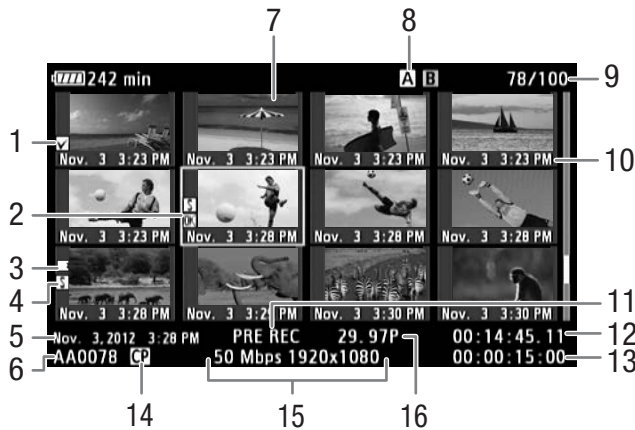 7 8
242 min A B 78/100 9
1
Nov. 3 3:23 PM Nov. 3 3:23 PM Nov. 3 3:23 PM Nov. 3 3:23 PM 10
2 S
OK
Nov. 3 3:23 PM Nov. 3 3:28 PM Nov. 3 3:28 PM Nov. 3 3:28 PM
3
4 S
Nov. 3 3:28 PM Nov. 3 3:29 PM Nov. 3 3:30 PM Nov. 3 3:30 PM 11
5 Nov. 3, 2012 3:28 PM PRE REC 29.97P 00:14:45.11 12
6 AA0078 CP 50 Mbps 1920x1080 00:00:15:00 13
14 15 16